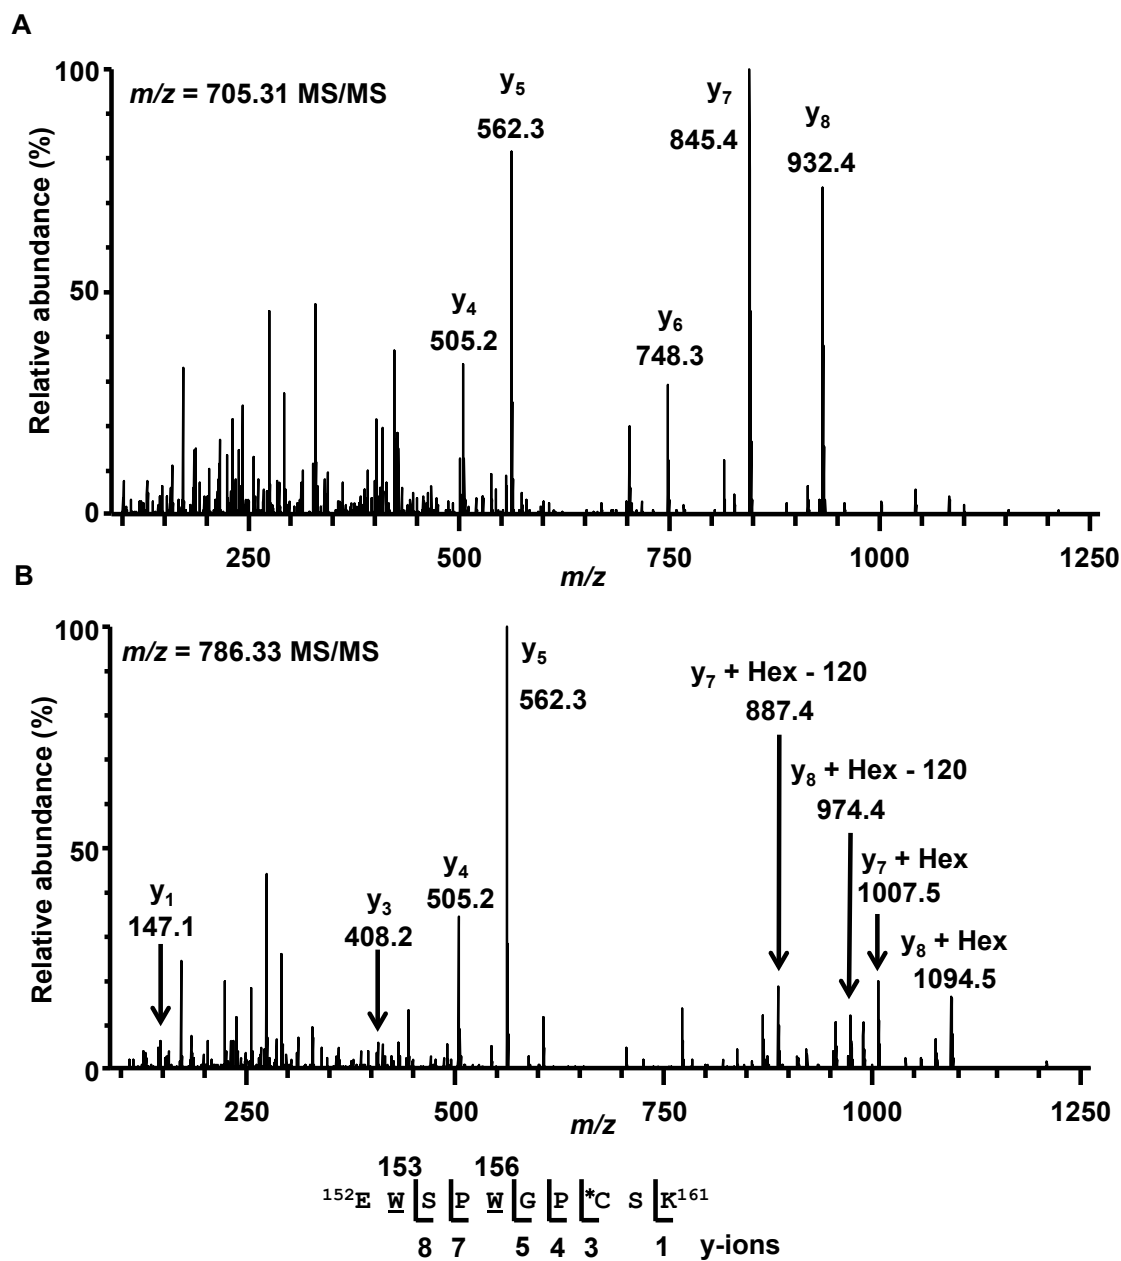 A
m/z = 705.31 MS/MS
Relative abundance (%)
100
50
0
y5
562.3
y7
845.4
y8
932.4
y4
505.2
y6
748.3
250
500
750
1000
1250
m/z
B
m/z = 786.33 MS/MS
Relative abundance (%)
100
50
0
y5
562.3
y7 + Hex - 120
887.4
y8 + Hex - 120
974.4
y7 + Hex
1007.5
y8 + Hex
1094.5
y4
505.2
y1
147.1
y3
408.2
250
500
750
1000
1250
m/z
153 156
152E W S P W G P *C S K161
8 7 5 4 3 1 y-ions